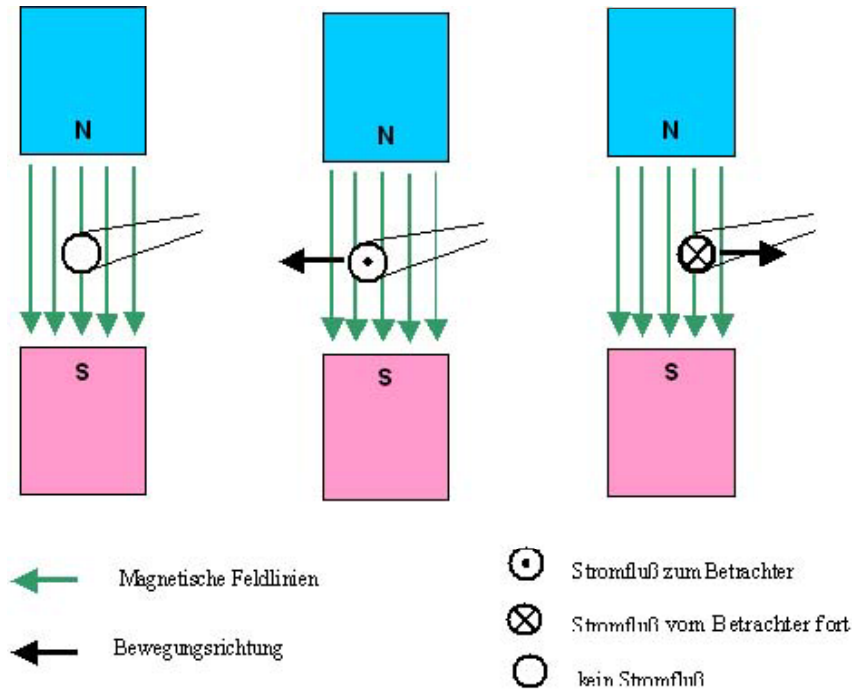 N N N
S S S
Magnetische Feldlinien
Bewegungsrichtung
Stromfluß zum Betrachter
Stromfluß vom Betrachter fort
kein Stromfluß